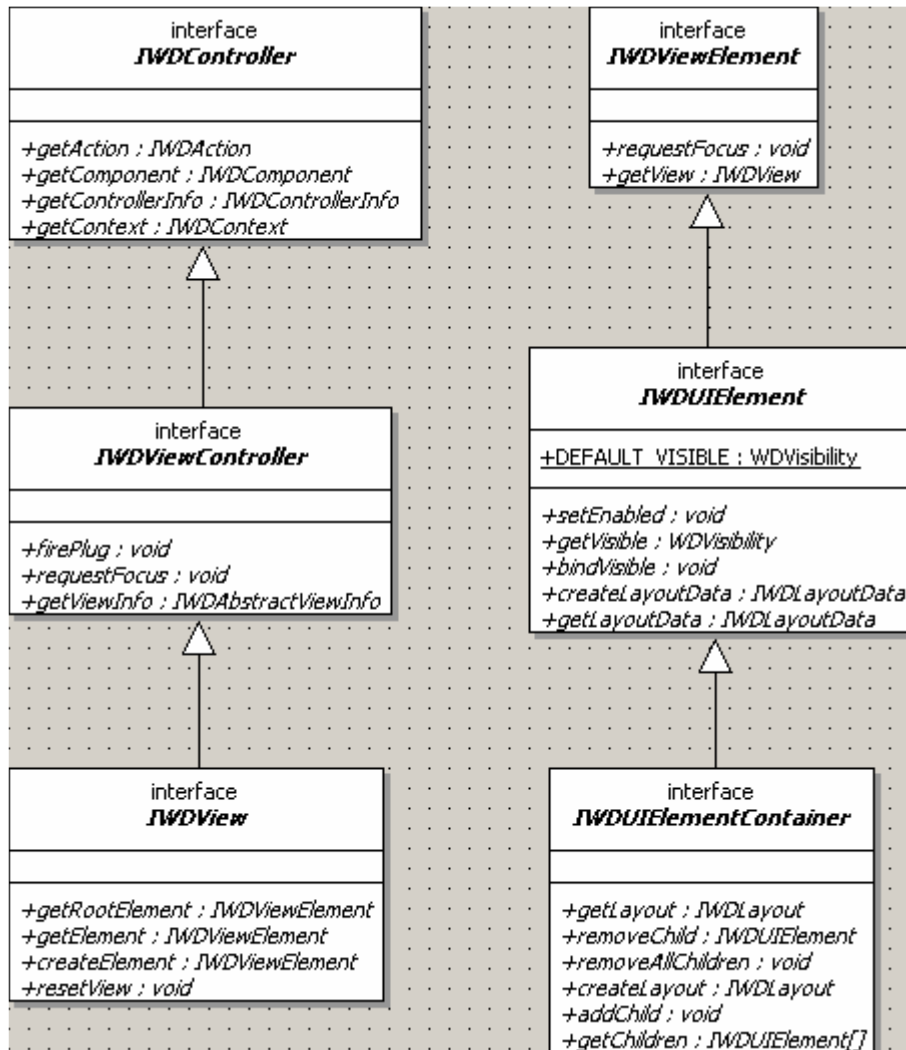 interface
IWDController
+getAction : IWDAction
+getComponent : IWDComponent
+getControllerInfo : IWDControllerInfo
+getContext : IWDContext
interface
IWDViewController
+firePlug : void
+requestFocus : void
+getViewInfo : IWDAbstractViewInfo
interface
IWDView
+getRootElement : IWDViewElement
+getElement : IWDViewElement
+createElement : IWDViewElement
+resetView : void
interface
IWDViewElement
+requestFocus : void
+getView : IWDView
interface
IWDUIElement
+DEFAULT_VISIBLE : WDVisibility
+setEnabled : void
+getVisible : WDVisibility
+bindVisible : void
+createLayoutData : IWDLayoutData
+getLayoutData : IWDLayoutData
interface
IWDUIElementContainer
+getLayout : IWDLayout
+removeChild : IWDUIElement
+removeAllChildren : void
+createLayout : IWDLayout
+addChild : void
+getChildren : IWDUIElement[]